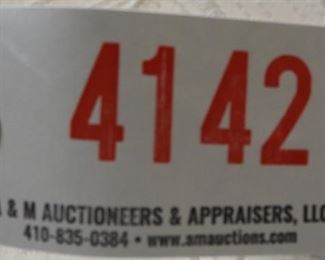 4142
A & M AUCTIONEERS & APPRAISERS, LLC
410-835-0384 • www.amauctions.com